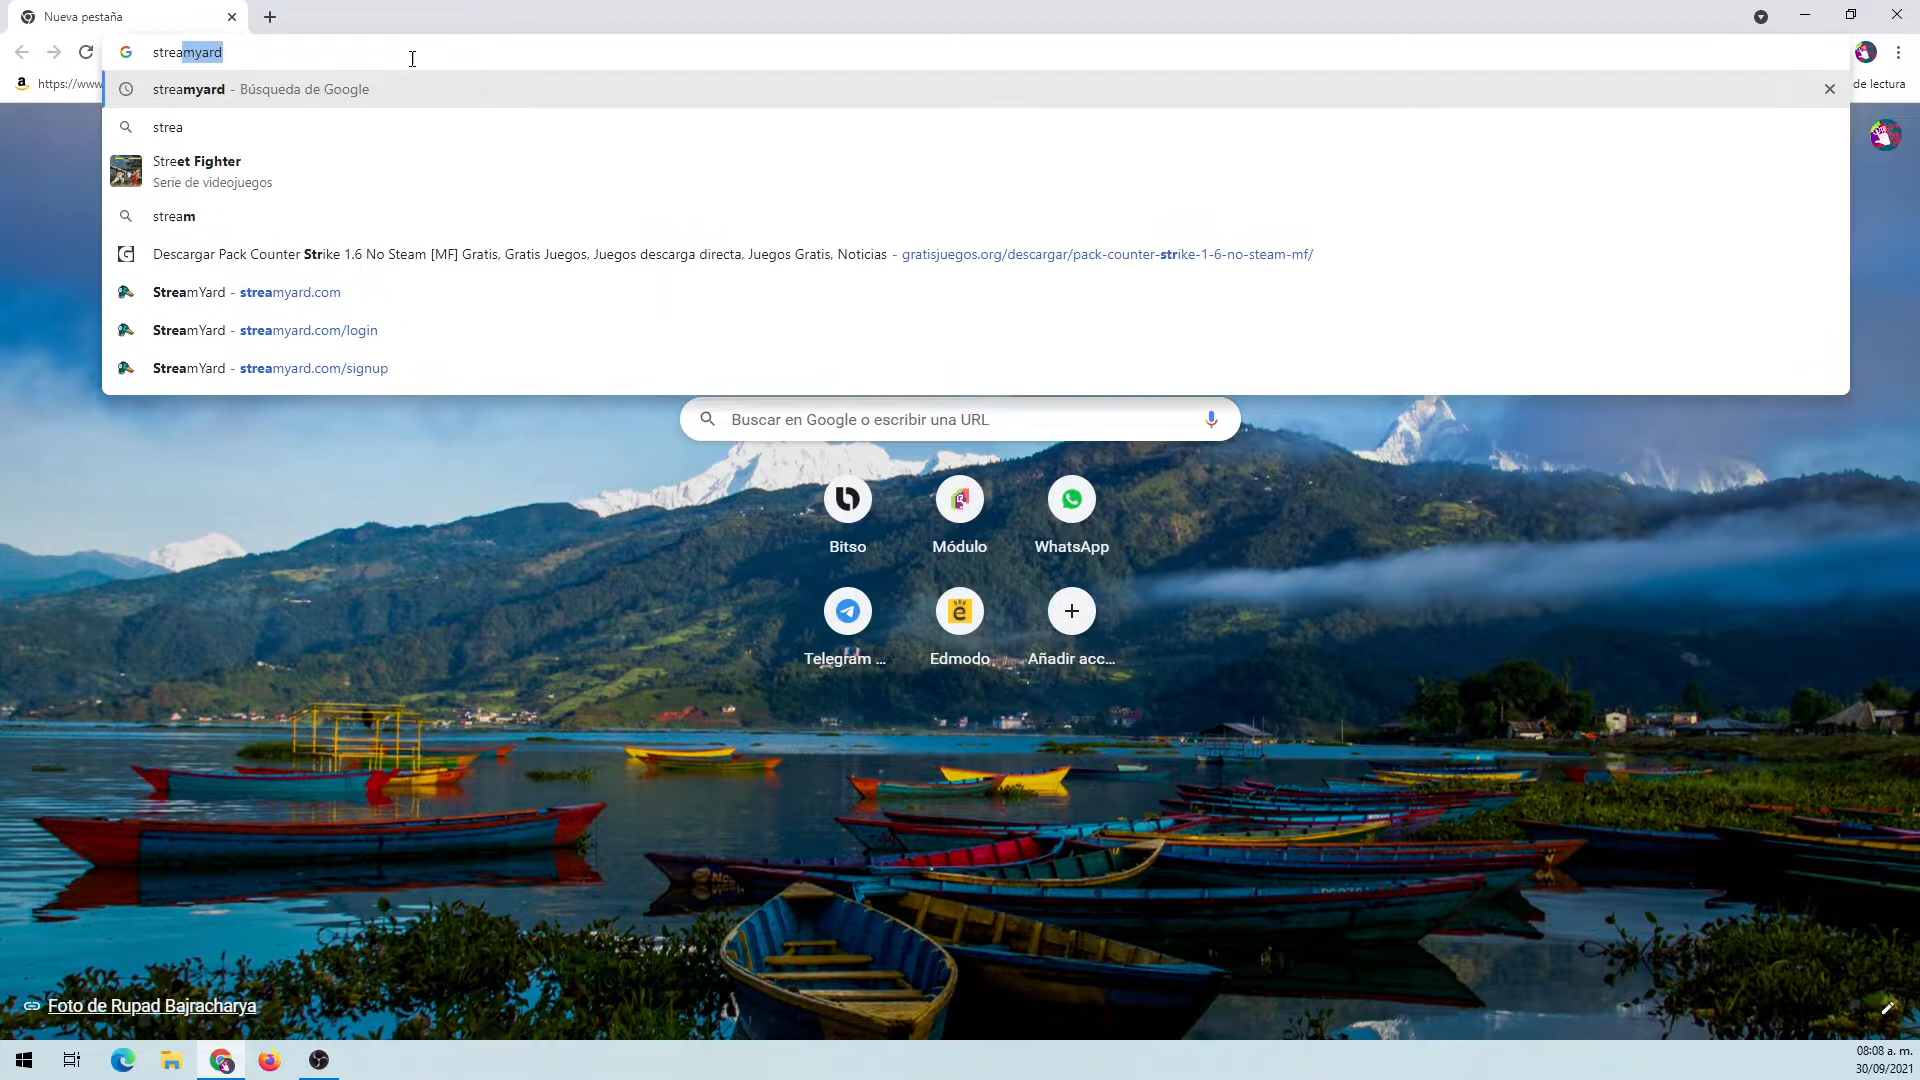 Nueva pestaña
streamyard
https://www
de lectura
streamyard - Búsqueda de Google
strea
Street Fighter
Serie de videojuegos
stream
Descargar Pack Counter Strike 1.6 No Steam [MF] Gratis, Gratis Juegos, Juegos descarga directa, Juegos Gratis, Noticias - gratisjuegos.org/descargar/pack-counter-strike-1-6-no-steam-mf/
StreamYard - streamyard.com
StreamYard - streamyard.com/login
StreamYard - streamyard.com/signup
Buscar en Google o escribir una URL
Bitso
Módulo
WhatsApp
Telegram ...
Edmodo
Añadir acc...
Foto de Rupad Bajracharya
08:08 a. m.
30/09/2021